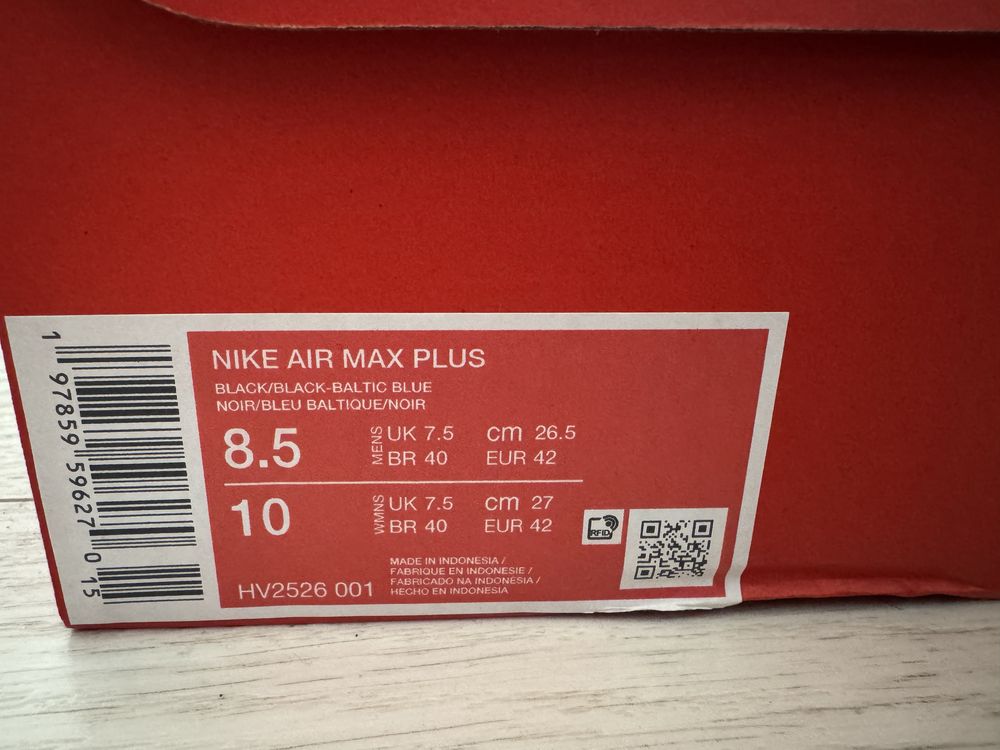 NIKE AIR MAX PLUS
BLACK/BLACK-BALTIC BLUE
NOIR/BLEU BALTIQUE/NOIR
8.5 MENS UK 7.5 cm 26.5
BR 40 EUR 42
10 WMNS UK 7.5 cm 27
BR 40 EUR 42
RFID
MADE IN INDONESIA /
FABRIQUE EN INDONESIE /
FABRICADO NA INDONÉSIA /
HECHO EN INDONESIA
HV2526 001
1 97859 59627 0 15